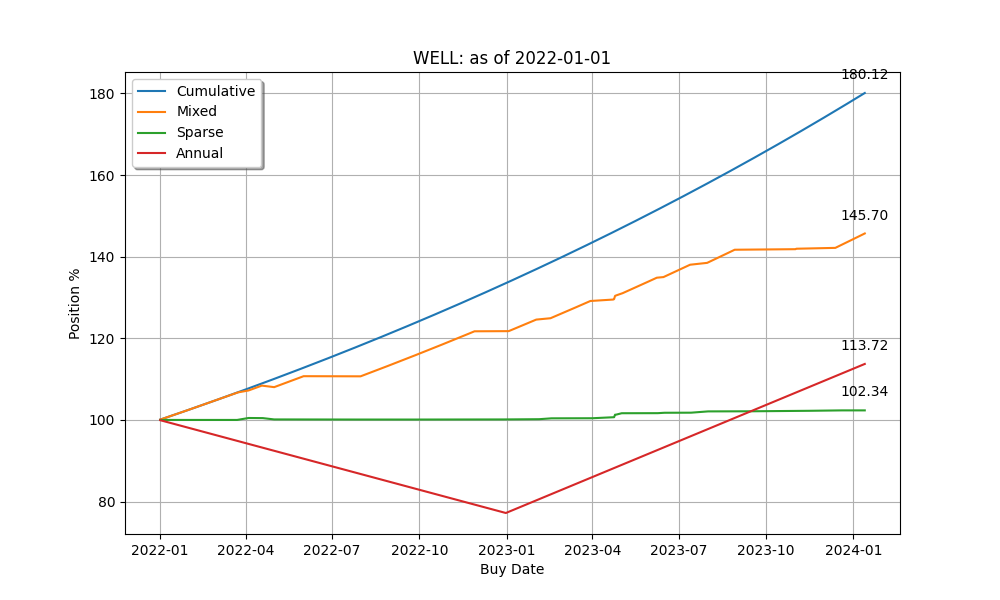 WELL: as of 2022-01-01
Cumulative
Mixed
Sparse
Annual
180.12
145.70
113.72
102.34
Position %
180
160
140
120
100
80
2022-01 2022-04 2022-07 2022-10 2023-01 2023-04 2023-07 2023-10 2024-01
Buy Date